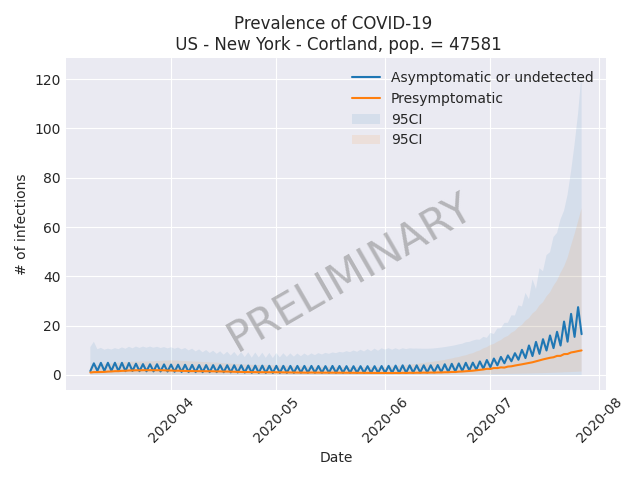 Prevalence of COVID-19
US - New York - Cortland, pop. = 47581
Asymptomatic or undetected
Presymptomatic
95CI
95CI
120
100
80
60
40
20
0
# of infections
PRELIMINARY
2020-04
2020-05
2020-06
2020-07
2020-08
Date